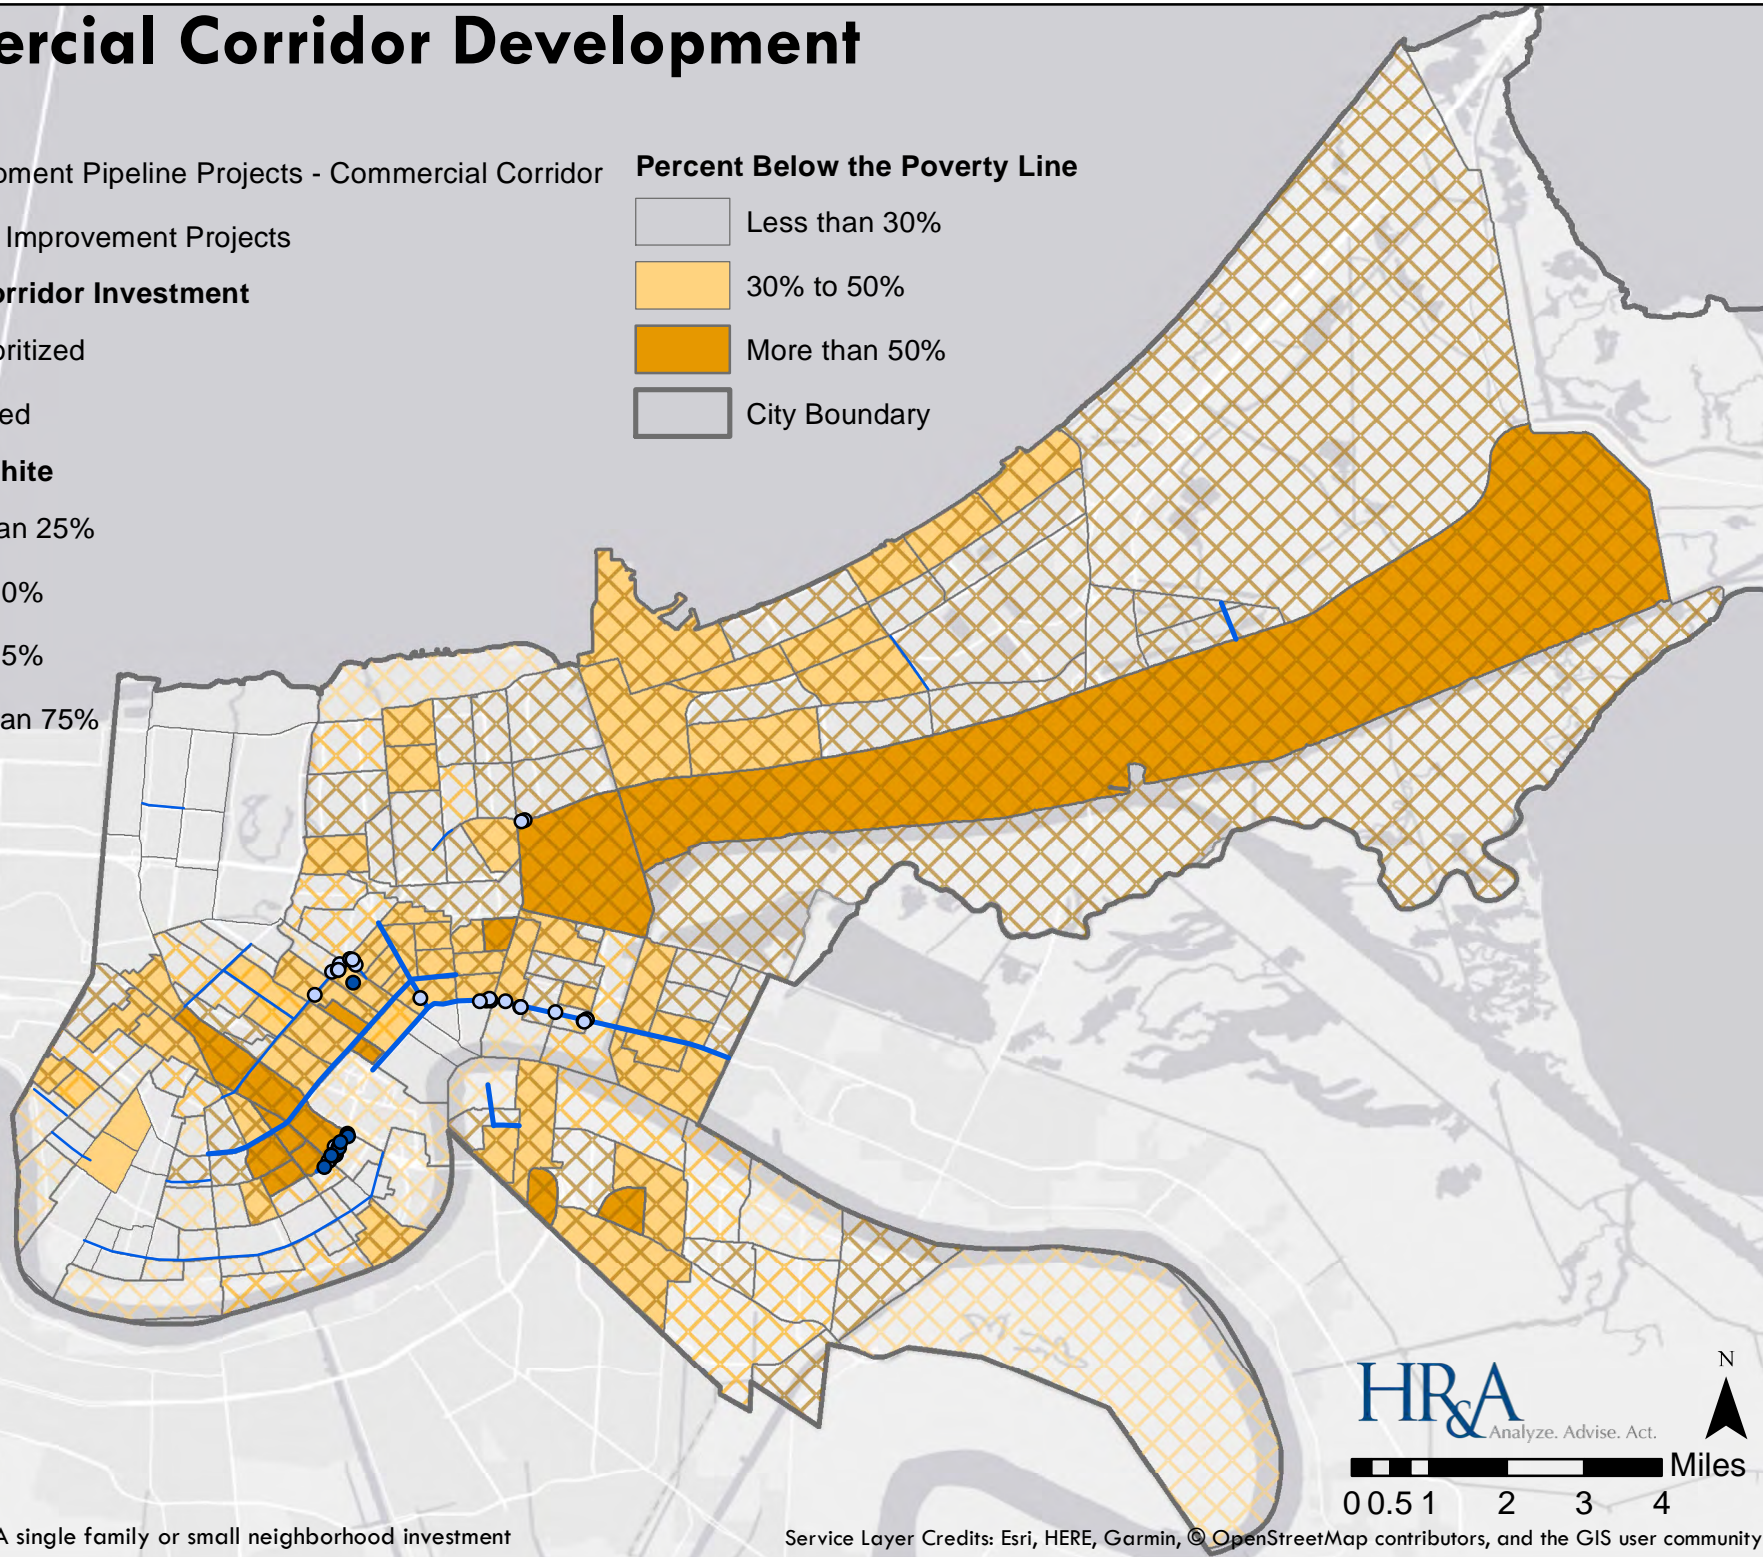 ercial Corridor Development
oment Pipeline Projects - Commercial Corridor
Improvement Projects
orridor Investment
oritized
ed
hite
an 25%
0%
5%
an 75%
Percent Below the Poverty Line
Less than 30%
30% to 50%
More than 50%
City Boundary
HR&A
Analyze. Advise. Act.
N
Miles
0 0.5 1 2 3 4
A single family or small neighborhood investment
Service Layer Credits: Esri, HERE, Garmin, © OpenStreetMap contributors, and the GIS user community